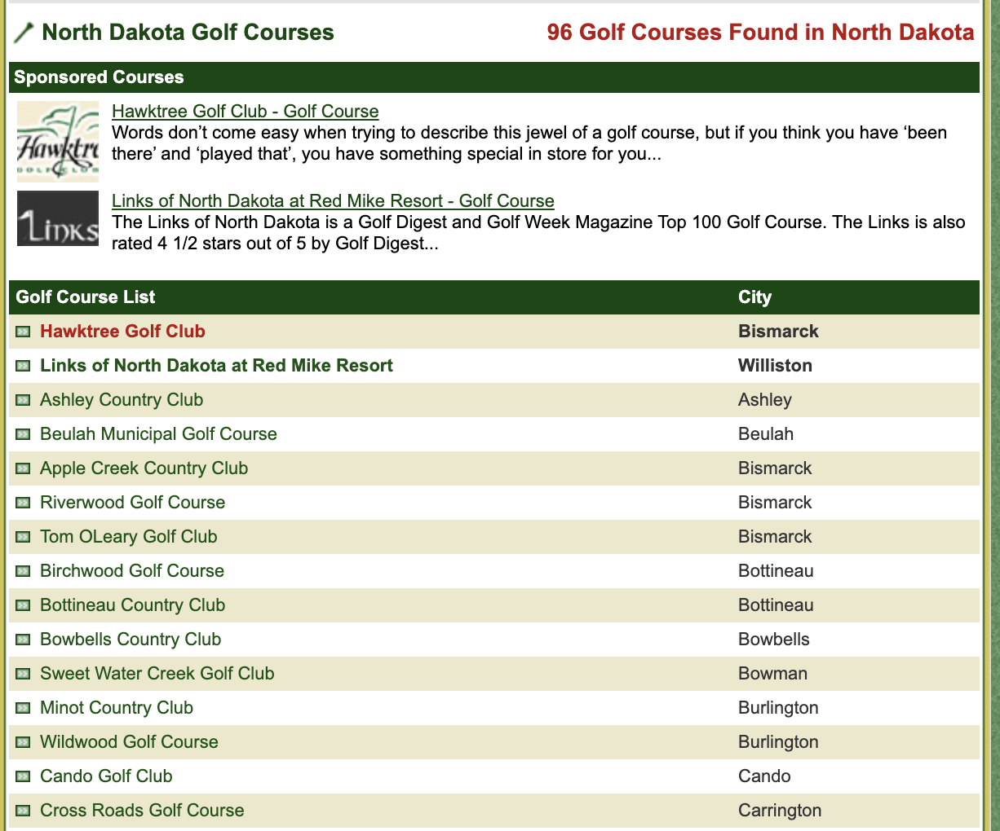 North Dakota Golf Courses 96 Golf Courses Found in North Dakota
Sponsored Courses
Hawktre
GOLF CLUB
Hawktree Golf Club - Golf Course
Words don’t come easy when trying to describe this jewel of a golf course, but if you think you have ‘been
there’ and ‘played that’, you have something special in store for you...
Links
Links of North Dakota at Red Mike Resort - Golf Course
The Links of North Dakota is a Golf Digest and Golf Week Magazine Top 100 Golf Course. The Links is also
rated 4 1/2 stars out of 5 by Golf Digest...
Golf Course List City
Hawktree Golf Club Bismarck
Links of North Dakota at Red Mike Resort Williston
Ashley Country Club Ashley
Beulah Municipal Golf Course Beulah
Apple Creek Country Club Bismarck
Riverwood Golf Course Bismarck
Tom OLeary Golf Club Bismarck
Birchwood Golf Course Bottineau
Bottineau Country Club Bottineau
Bowbells Country Club Bowbells
Sweet Water Creek Golf Club Bowman
Minot Country Club Burlington
Wildwood Golf Course Burlington
Cando Golf Club Cando
Cross Roads Golf Course Carrington